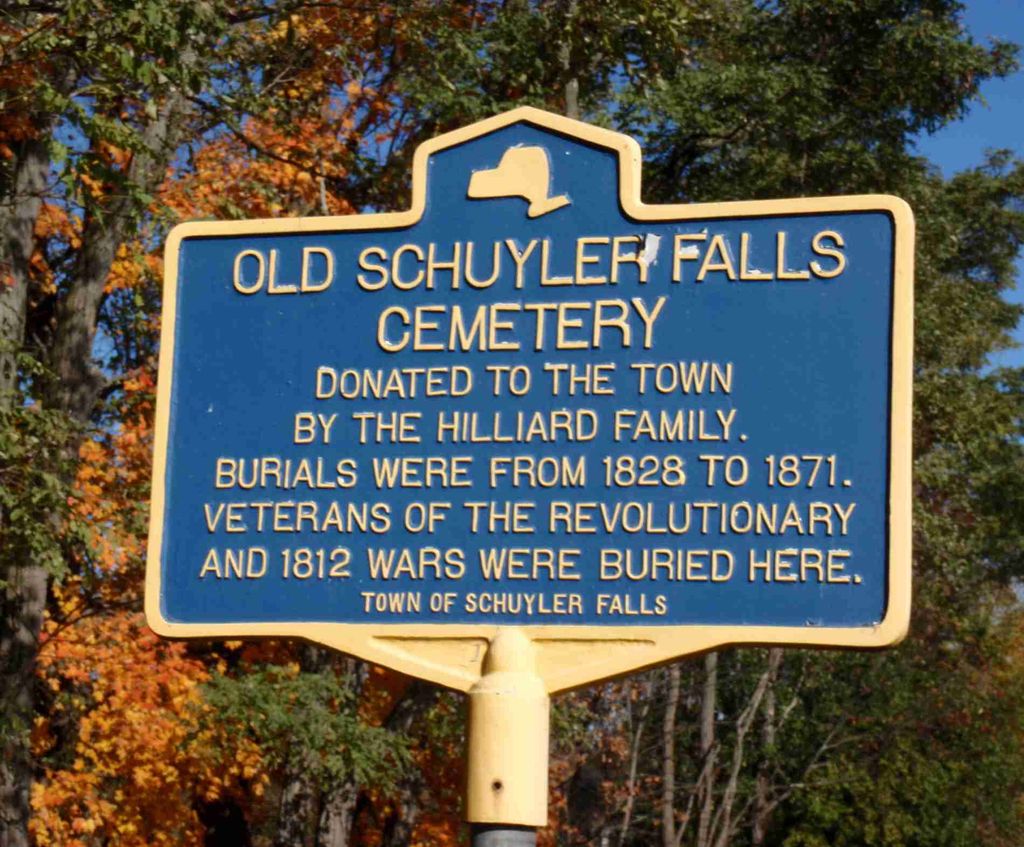 OLD SCHUYLER FALLS
CEMETERY
DONATED TO THE TOWN
BY THE HILLIARD FAMILY.
BURIALS WERE FROM 1828 TO 1871.
VETERANS OF THE REVOLUTIONARY
AND 1812 WARS WERE BURIED HERE.
TOWN OF SCHUYLER FALLS